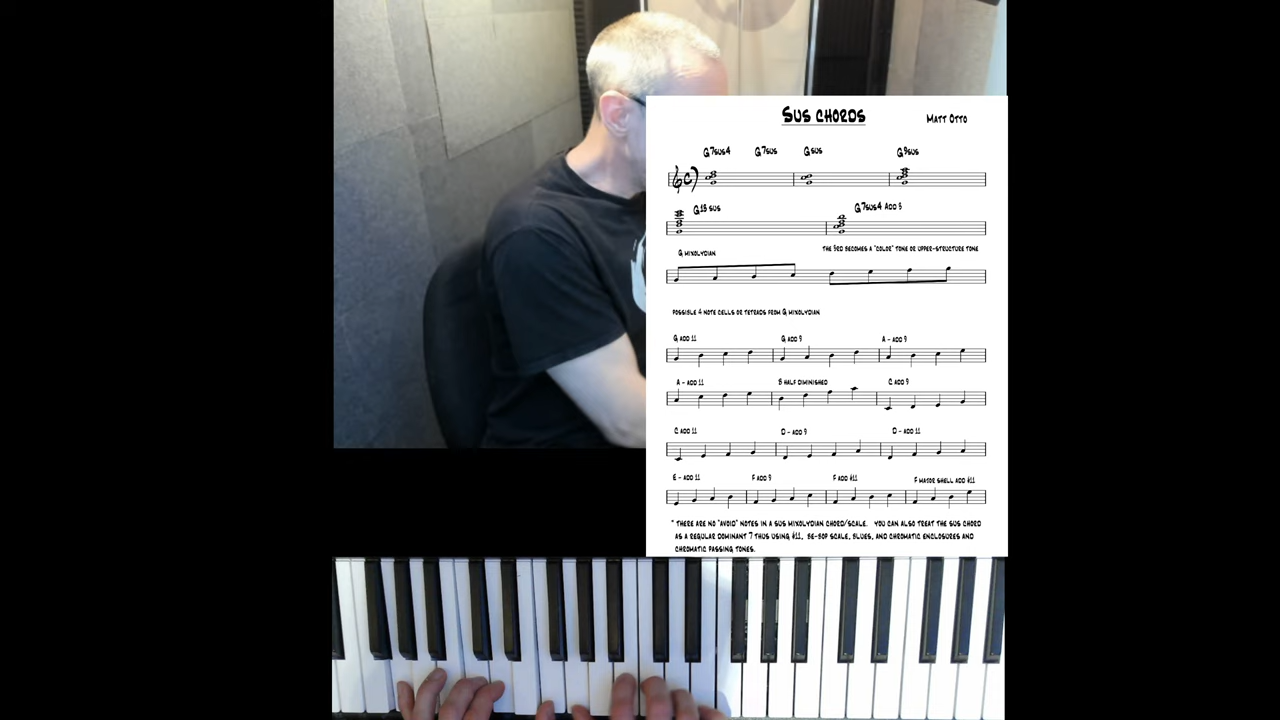 Sus chords
Matt Otto
G7sus4 G7sus Gsus G9sus
G13 sus G7sus4 add 3
G mixolydian the 3rd becomes a "color" tone or upper-structure tone
possible 4 note cells or tetrads from G mixolydian
G add 11 G add 9 A - add 9
A - add 11 B half diminished C add 9
C add 11 D - add 9 D - add 11
E - add 11 F add 9 F add #11 F major shell add #11
* there are no "avoid" notes in a sus mixolydian chord/scale. you can also treat the sus chord
as a regular dominant 7 thus using #11, be-bop scale, blues, and chromatic enclosures and
chromatic passing tones.